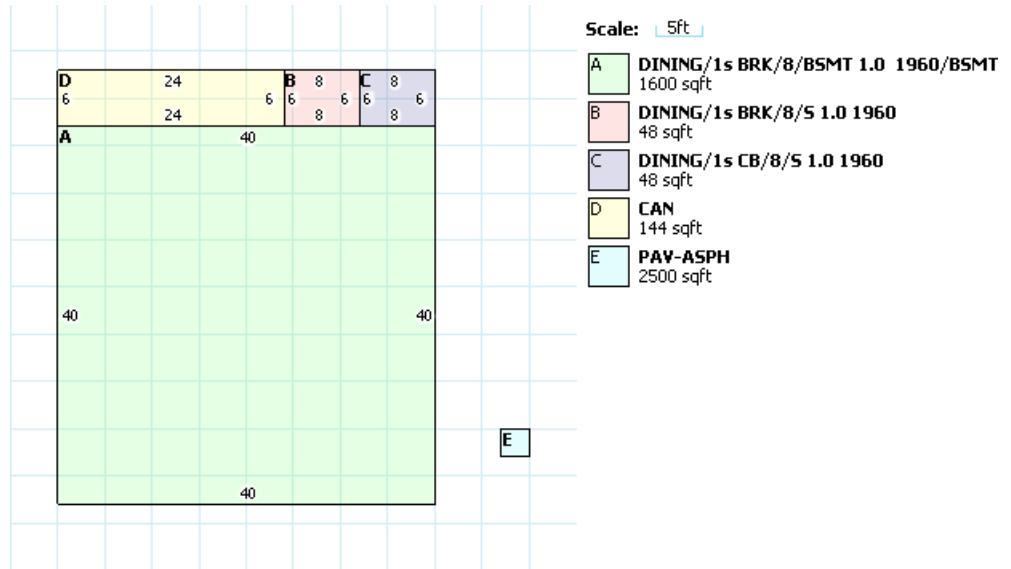 Scale: 5ft
A DINING/1s BRK/8/BSMT 1.0 1960/BSMT
1600 sqft
B DINING/1s BRK/8/S 1.0 1960
48 sqft
C DINING/1s CB/8/S 1.0 1960
48 sqft
D CAN
144 sqft
E PAV-ASPH
2500 sqft
D 24 B 8 C 8
6 6 6 6 6 6
24 8 8
A 40
40 40
E
40